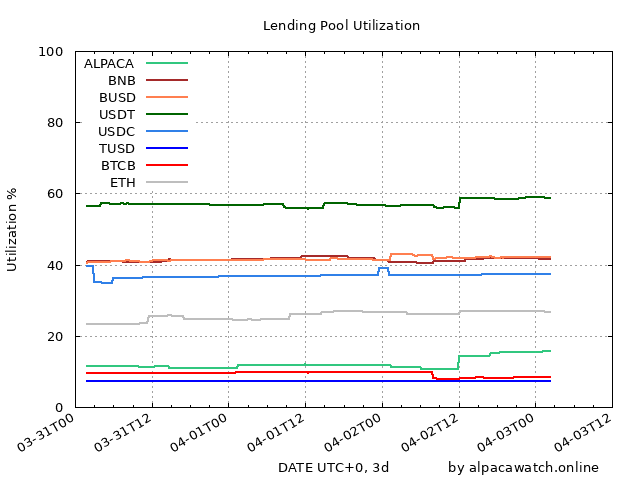 Lending Pool Utilization
Utilization %
100
80
60
40
20
0
ALPACA
BNB
BUSD
USDT
USDC
TUSD
BTCB
ETH
03-31T00
03-31T12
04-01T00
04-01T12
04-02T00
04-02T12
04-03T00
04-03T12
DATE UTC+0, 3d
by alpacawatch.online